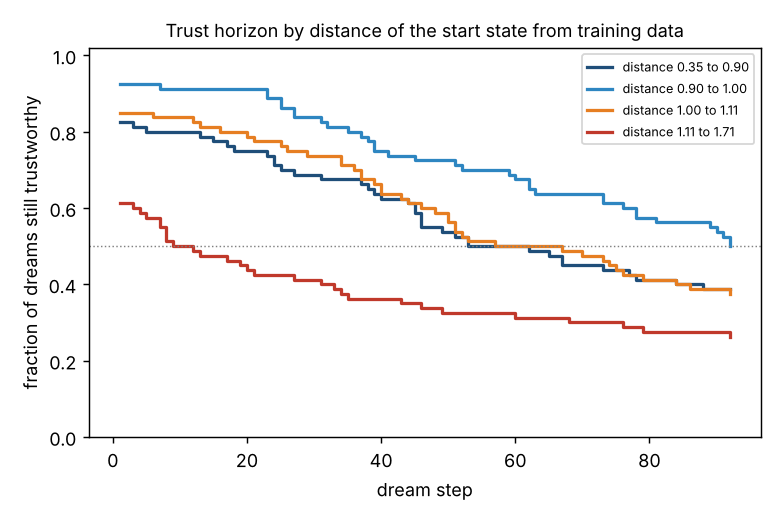 Trust horizon by distance of the start state from training data
fraction of dreams still trustworthy
1.0
0.8
0.6
0.4
0.2
0.0
distance 0.35 to 0.90
distance 0.90 to 1.00
distance 1.00 to 1.11
distance 1.11 to 1.71
0
20
40
60
80
dream step